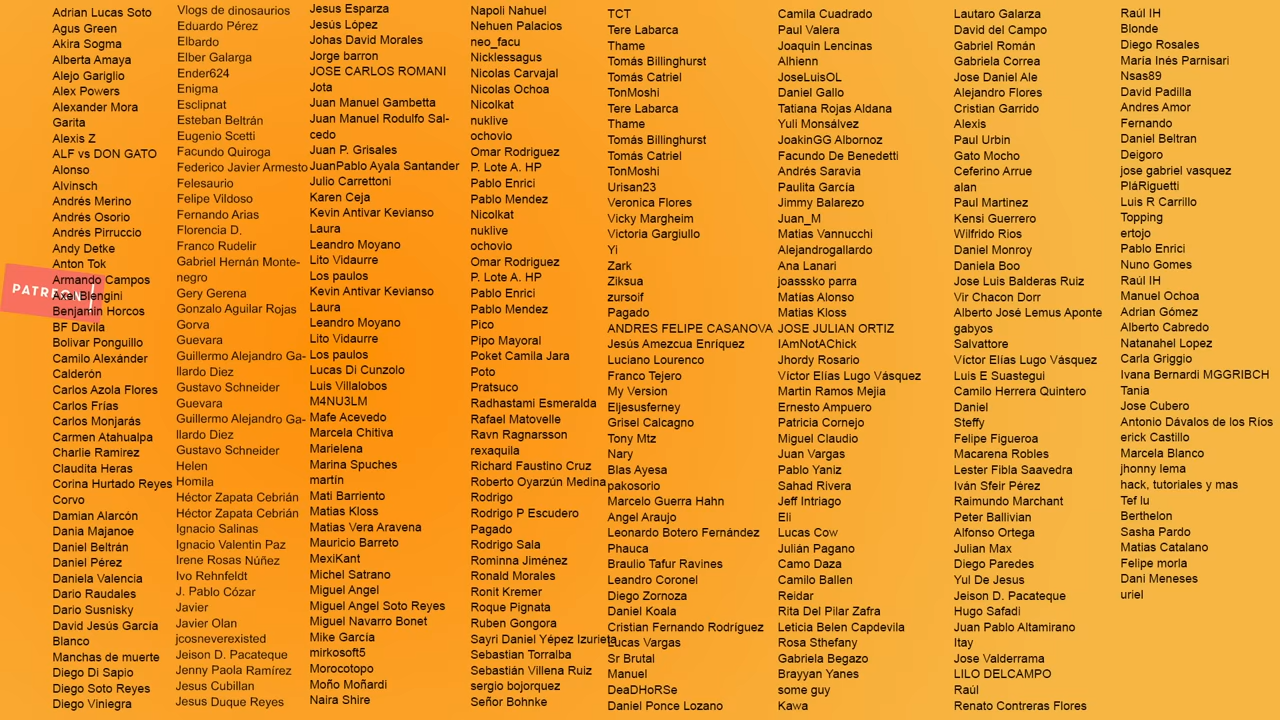 Adrian Lucas Soto
Agus Green
Akira Sogma
Alberta Amaya
Alejo Gariglio
Alex Powers
Alexander Mora
Garita
Alexis Z
ALF vs DON GATO
Alonso
Alvinsch
Andrés Merino
Andrés Osorio
Andrés Pirruccio
Andy Detke
Anton Tok
Armando Campos
PATREON
Axel Blengini
Benjamin Horcos
BF Davila
Bolivar Ponguillo
Camilo Alexánder
Calderón
Carlos Azola Flores
Carlos Frías
Carlos Monjarás
Carmen Atahualpa
Charlie Ramirez
Claudita Heras
Corina Hurtado Reyes
Corvo
Damian Alarcón
Dania Majanoe
Daniel Beltrán
Daniel Pérez
Daniela Valencia
Dario Raudales
Dario Susnisky
David Jesús García
Blanco
Manchas de muerte
Diego Di Sapio
Diego Soto Reyes
Diego Viniegra
Vlogs de dinosaurios
Eduardo Pérez
Elbardo
Elber Galarga
Ender624
Enigma
Esclipnat
Esteban Beltrán
Eugenio Scetti
Facundo Quiroga
Federico Javier Armesto
Felesaurio
Felipe Vildoso
Fernando Arias
Florencia D.
Franco Rudelir
Gabriel Hernán Monte-
negro
Gery Gerena
Gonzalo Aguilar Rojas
Gorva
Guevara
Guillermo Alejandro Ga-
llardo Diez
Gustavo Schneider
Guevara
Guillermo Alejandro Ga-
llardo Diez
Gustavo Schneider
Helen
Homila
Héctor Zapata Cebrián
Héctor Zapata Cebrián
Ignacio Salinas
Ignacio Valentín Paz
Irene Rosas Núñez
Ivo Rehnfeldt
J. Pablo Cózar
Javier
Javier Olan
jcosneverexisted
Jeison D. Pacateque
Jenny Paola Ramírez
Jesus Cubillan
Jesus Duque Reyes
Jesus Esparza
Jesús López
Johas David Morales
Jorge barron
JOSE CARLOS ROMANI
Jota
Juan Manuel Gambetta
Juan Manuel Rodulfo Sal-
cedo
Juan P. Grisales
JuanPablo Ayala Santander
Julio Carrettoni
Karen Ceja
Kevin Antivar Kevianso
Laura
Leandro Moyano
Lito Vidaurre
Los paulos
Kevin Antivar Kevianso
Laura
Leandro Moyano
Lito Vidaurre
Los paulos
Lucas Di Cunzolo
Luis Villalobos
M4NU3LM
Mafe Acevedo
Marcela Chitiva
Marielena
Marina Spuches
martín
Mati Barriento
Matías Kloss
Matias Vera Aravena
Mauricio Barreto
MexiKant
Michel Satrano
Miguel Angel
Miguel Angel Soto Reyes
Miguel Navarro Bonet
Mike García
mirkosoft5
Morocotopo
Moño Moñardi
Naira Shire
Napoli Nahuel
Nehuen Palacios
neo_facu
Nicklessagus
Nicolas Carvajal
Nicolas Ochoa
Nicolkat
nuklive
ochovio
Omar Rodriguez
P. Lote A. HP
Pablo Enrici
Pablo Mendez
Nicolkat
nuklive
ochovio
Omar Rodriguez
P. Lote A. HP
Pablo Enrici
Pablo Mendez
Pico
Pipo Mayoral
Poket Camila Jara
Poto
Pratsuco
Radhastami Esmeralda
Rafael Matovelle
Ravn Ragnarsson
rexaquila
Richard Faustino Cruz
Roberto Oyarzún Medina
Rodrigo
Rodrigo P Escudero
Pagado
Rodrigo Sala
Rominna Jiménez
Ronald Morales
Ronit Kremer
Roque Pignata
Ruben Gongora
Sayri Daniel Yépez Izurieta
Sebastian Torralba
Sebastián Villena Ruiz
sergio bojorquez
Señor Bohnke
TCT
Tere Labarca
Thame
Tomás Billinghurst
Tomás Catriel
TonMoshi
Tere Labarca
Thame
Tomás Billinghurst
Tomás Catriel
TonMoshi
Urisan23
Veronica Flores
Vicky Margheim
Victoria Gargiullo
Yi
Zark
Ziksua
zursoif
Pagado
ANDRES FELIPE CASANOVA
Jesús Amezcua Enríquez
Luciano Lourenco
Franco Tejero
My Version
Eljesusferney
Grisel Calcagno
Tony Mtz
Nary
Blas Ayesa
pakosorio
Marcelo Guerra Hahn
Angel Araujo
Leonardo Botero Fernández
Phauca
Braulio Tafur Ravines
Leandro Coronel
Diego Zornoza
Daniel Koala
Cristian Fernando Rodríguez
Lucas Vargas
Sr Brutal
Manuel
DeaDHoRSe
Daniel Ponce Lozano
Camila Cuadrado
Paul Valera
Joaquin Lencinas
Alhienn
JoseLuisOL
Daniel Gallo
Tatiana Rojas Aldana
Yuli Monsálvez
JoakinGG Albornoz
Facundo De Benedetti
Andrés Saravia
Paulita García
Jimmy Balarezo
Juan_M
Matías Vannucchi
Alejandrogallardo
Ana Lanari
joasssko parra
Matías Alonso
Matías Kloss
JOSE JULIAN ORTIZ
IAmNotAChick
Jhordy Rosario
Víctor Elías Lugo Vásquez
Martin Ramos Mejia
Ernesto Ampuero
Patricia Cornejo
Miguel Claudio
Juan Vargas
Pablo Yaniz
Sahad Rivera
Jeff Intriago
Eli
Lucas Cow
Julián Pagano
Camo Daza
Camilo Ballen
Reidar
Rita Del Pilar Zafra
Leticia Belen Capdevila
Rosa Sthefany
Gabriela Begazo
Brayyan Yanes
some guy
Kawa
Lautaro Galarza
David del Campo
Gabriel Román
Gabriela Correa
Jose Daniel Ale
Alejandro Flores
Cristian Garrido
Alexis
Paul Urbin
Gato Mocho
Ceferino Arrue
alan
Paul Martinez
Kensi Guerrero
Wilfrido Rios
Daniel Monroy
Daniela Boo
Jose Luis Balderas Ruiz
Vir Chacon Dorr
Alberto José Lemus Aponte
gabyos
Salvattore
Víctor Elías Lugo Vásquez
Luis E Suastegui
Camilo Herrera Quintero
Daniel
Steffy
Felipe Figueroa
Macarena Robles
Lester Fibla Saavedra
Iván Sfeir Pérez
Raimundo Marchant
Peter Ballivian
Alfonso Ortega
Julian Max
Diego Paredes
Yul De Jesus
Jeison D. Pacateque
Hugo Safadi
Juan Pablo Altamirano
Itay
Jose Valderrama
LILO DELCAMPO
Raúl
Renato Contreras Flores
Raúl IH
Blonde
Diego Rosales
María Inés Parnisari
Nsas89
David Padilla
Andres Amor
Fernando
Daniel Beltran
Deigoro
jose gabriel vasquez
PláRiguetti
Luis R Carrillo
Topping
ertojo
Pablo Enrici
Nuno Gomes
Raúl IH
Manuel Ochoa
Adrián Gómez
Alberto Cabredo
Natanahel Lopez
Carla Griggio
Ivana Bernardi MGGRIBCH
Tania
Jose Cubero
Antonio Dávalos de los Ríos
erick Castillo
Marcela Blanco
jhonny lema
hack, tutoriales y mas
Tef lu
Berthelon
Sasha Pardo
Matias Catalano
Felipe morla
Dani Meneses
uriel